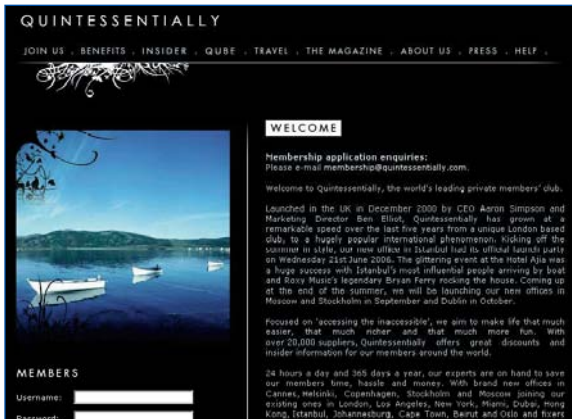 QUINTESSENTIALLY
JOIN US . BENEFITS . INSIDER . QUBE . TRAVEL . THE MAGAZINE . ABOUT US . PRESS . HELP .
WELCOME
Membership application enquiries:
Please e-mail membership@quintessentially.com.
Welcome to Quintessentially, the world's leading private members' club.
Launched in the UK in December 2000 by CEO Aaron Simpson and
Marketing Director Ben Elliot, Quintessentially has grown at a
remarkable speed over the last five years from a unique London based
club, to a hugely popular international phenomenon. Kicking off the
summer in style, our new office in Istanbul had its official launch party
on Wednesday 21st June 2006. The glittering event at the Hotel Ajia was
a huge success with Istanbul's most influential people arriving by boat
and Roxy Music's legendary Bryan Ferry rocking the house. Coming up
at the end of the summer, we will be launching our new offices in
Moscow and Stockholm in September and Dublin in October.
Focused on 'accessing the inaccessible', we aim to make life that much
easier, that much richer and that much more fun. With
over 20,000 suppliers, Quintessentially offers great discounts and
insider information for our members around the world.
24 hours a day and 365 days a year, our experts are on hand to save
our members time, hassle and money. With brand new offices in
Cannes, Helsinki, Copenhagen, Stockholm and Moscow joining our
existing ones in London, Los Angeles, New York, Miami, Dubai, Hong
Kong, Istanbul, Johannesburg, Cape Town, Beirut and Oslo and fixers
MEMBERS
Username:
Password: